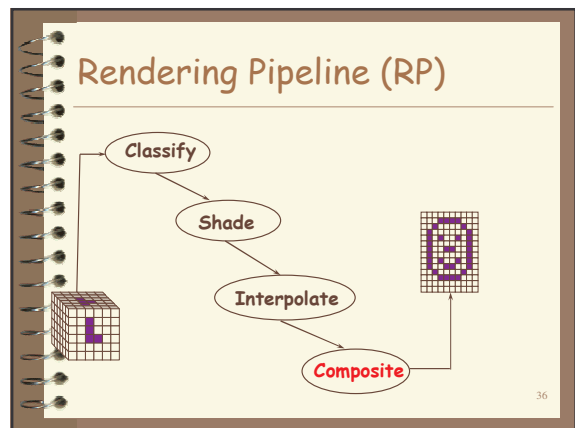 Rendering Pipeline (RP)
Classify
Shade
Interpolate
Composite
36